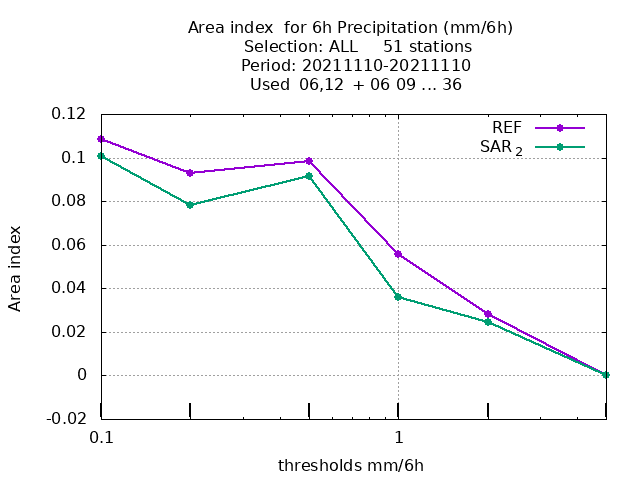 Area index  for 6h Precipitation (mm/6h)
Selection: ALL     51 stations
Period: 20211110-20211110
Used  06,12  + 06 09 ... 36
REF
SAR 2
0.12
0.1
0.08
0.06
0.04
0.02
0
-0.02
Area index
0.1
1
thresholds mm/6h